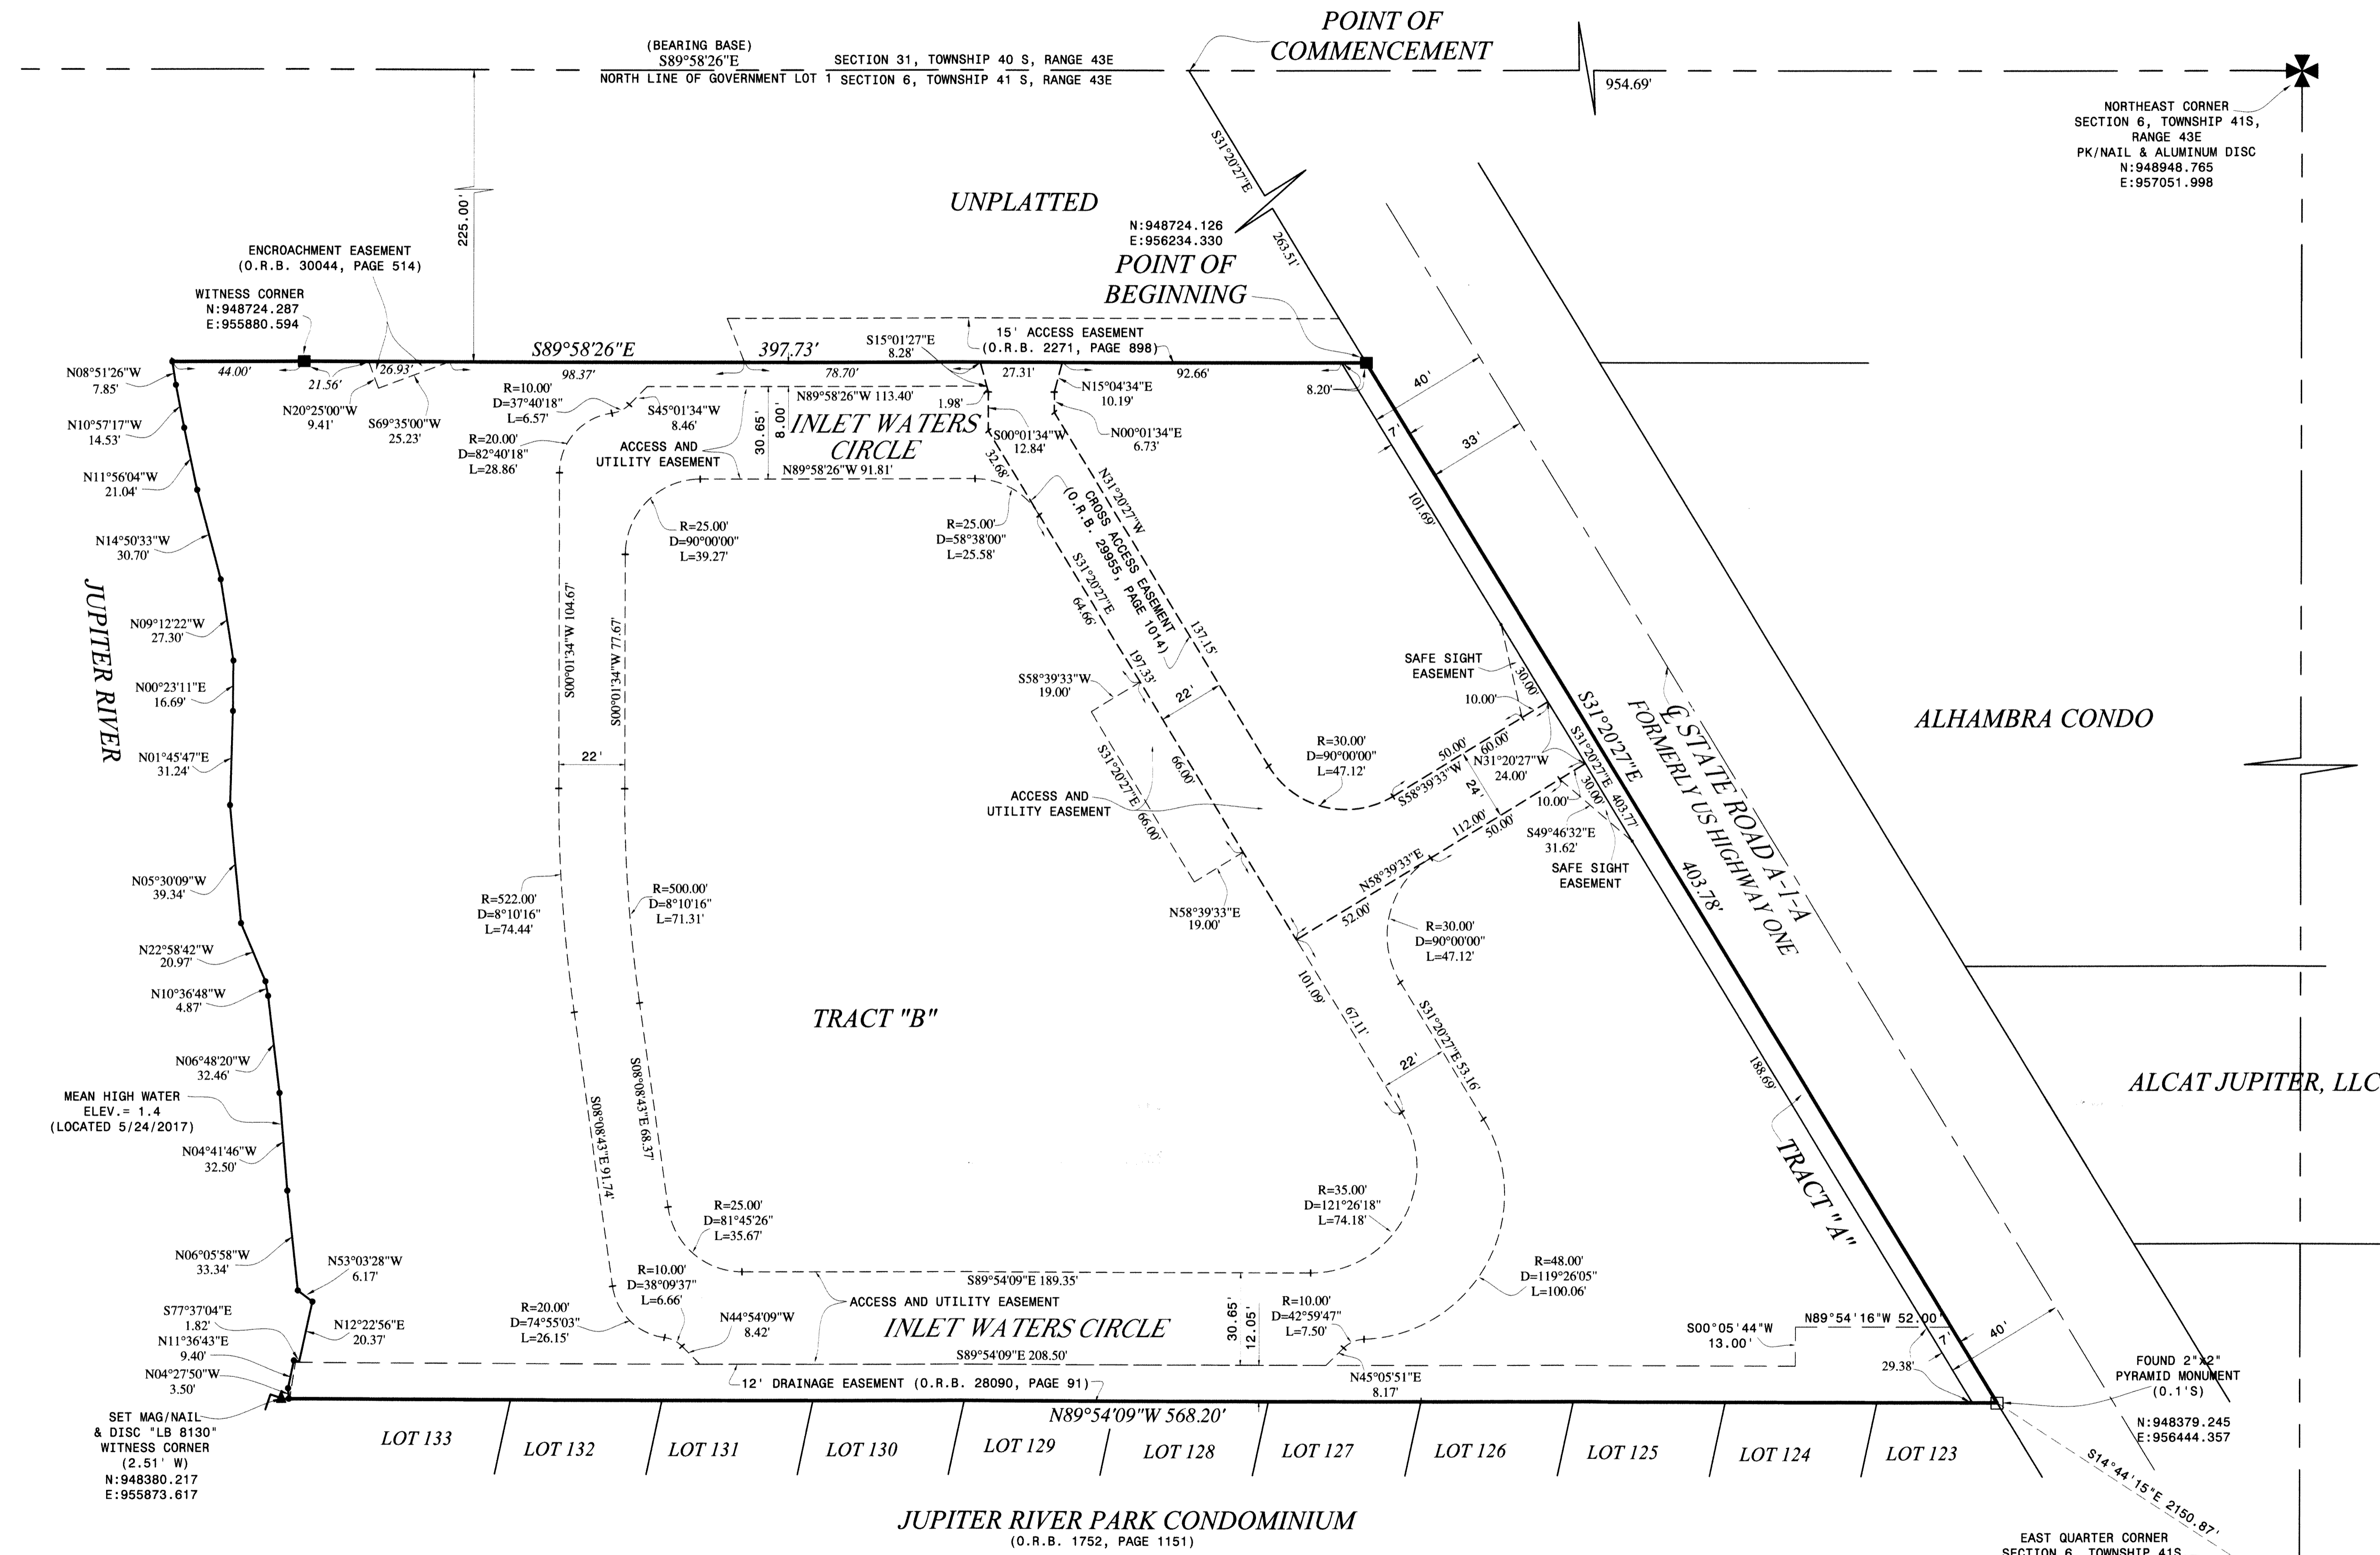 POINT OF
COMMENCEMENT
(BEARING BASE)
S89°58'26"E
SECTION 31, TOWNSHIP 40 S, RANGE 43E
NORTH LINE OF GOVERNMENT LOT 1
SECTION 6, TOWNSHIP 41 S, RANGE 43E
954.69'
NORTHEAST CORNER
SECTION 6, TOWNSHIP 41S,
RANGE 43E
PK/NAIL & ALUMINUM DISC
N:948948.765
E:957051.998
S31°20'27"E
263.51'
225.00'
UNPLATTED
N:948724.126
E:956234.330
POINT OF
BEGINNING
ENCROACHMENT EASEMENT
(O.R.B. 30044, PAGE 514)
WITNESS CORNER
N:948724.287
E:955880.594
S89°58'26"E
397.73'
S15°01'27"E
8.28'
15' ACCESS EASEMENT
(O.R.B. 2271, PAGE 898)
44.00'
21.56'
26.93'
98.37'
78.70'
27.31'
92.66'
8.20'
N20°25'00"W
9.41'
S69°35'00"W
25.23'
R=10.00'
D=37°40'18"
L=6.57'
S45°01'34"W
8.46'
R=20.00'
D=82°40'18"
L=28.86'
ACCESS AND
UTILITY EASEMENT
30.65'
8.00'
N89°58'26"W 113.40'
1.98'
INLET WATERS
CIRCLE
N89°58'26"W 91.81'
S00°01'34"W
12.84'
N15°04'34"E
10.19'
N00°01'34"E
6.73'
32.68'
N31°20'27"W
137.15'
CROSS ACCESS EASEMENT
(O.R.B. 29955, PAGE 1014)
R=25.00'
D=90°00'00"
L=39.27'
R=25.00'
D=58°38'00"
L=25.58'
S31°20'27"E
64.66'
197.33'
40'
7'
33'
101.69'
N08°51'26"W
7.85'
N10°57'17"W
14.53'
N11°56'04"W
21.04'
N14°50'33"W
30.70'
N09°12'22"W
27.30'
N00°23'11"E
16.69'
N01°45'47"E
31.24'
N05°30'09"W
39.34'
N22°58'42"W
20.97'
N10°36'48"W
4.87'
N06°48'20"W
32.46'
MEAN HIGH WATER
ELEV.= 1.4
(LOCATED 5/24/2017)
N04°41'46"W
32.50'
N06°05'58"W
33.34'
N53°03'28"W
6.17'
S77°37'04"E
1.82'
N11°36'43"E
9.40'
N12°22'56"E
20.37'
N04°27'50"W
3.50'
JUPITER RIVER
S00°01'34"W 104.67'
S00°01'34"W 77.67'
22'
R=522.00'
D=8°10'16"
L=74.44'
R=500.00'
D=8°10'16"
L=71.31'
S08°08'43"E 91.74'
S08°08'43"E 68.37'
TRACT "B"
S58°39'33"W
19.00'
22'
S31°20'27"E 66.00'
66.00'
ACCESS AND
UTILITY EASEMENT
N58°39'33"E
19.00'
R=30.00'
D=90°00'00"
L=47.12'
SAFE SIGHT
EASEMENT
30.00'
10.00'
50.00'
60.00'
S58°39'33"W
N31°20'27"W
24.00'
24'
S31°20'27"E 403.77'
30.00'
10.00'
112.00'
50.00'
S49°46'32"E
31.62'
SAFE SIGHT
EASEMENT
N58°39'33"E
52.00'
R=30.00'
D=90°00'00"
L=47.12'
101.09'
67.11'
S31°20'27"E 53.16'
22'
S31°20'27"E
403.78'
℄ STATE ROAD A-1-A
FORMERLY US HIGHWAY ONE
ALHAMBRA CONDO
ALCAT JUPITER, LLC
188.69'
TRACT "A"
R=25.00'
D=81°45'26"
L=35.67'
R=35.00'
D=121°26'18"
L=74.18'
R=48.00'
D=119°26'05"
L=100.06'
S89°54'09"E 189.35'
R=10.00'
D=38°09'37"
L=6.66'
R=20.00'
D=74°55'03"
L=26.15'
N44°54'09"W
8.42'
ACCESS AND UTILITY EASEMENT
INLET WATERS CIRCLE
30.65'
12.05'
R=10.00'
D=42°59'47"
L=7.50'
S89°54'09"E 208.50'
N45°05'51"E
8.17'
S00°05'44"W
13.00'
N89°54'16"W 52.00'
7'
40'
29.38'
12' DRAINAGE EASEMENT (O.R.B. 28090, PAGE 91)
N89°54'09"W 568.20'
FOUND 2"x2"
PYRAMID MONUMENT
(0.1'S)
N:948379.245
E:956444.357
S14°44'15"E 2150.87'
SET MAG/NAIL
& DISC "LB 8130"
WITNESS CORNER
(2.51' W)
N:948380.217
E:955873.617
LOT 133
LOT 132
LOT 131
LOT 130
LOT 129
LOT 128
LOT 127
LOT 126
LOT 125
LOT 124
LOT 123
JUPITER RIVER PARK CONDOMINIUM
(O.R.B. 1752, PAGE 1151)
EAST QUARTER CORNER
SECTION 6, TOWNSHIP 41S